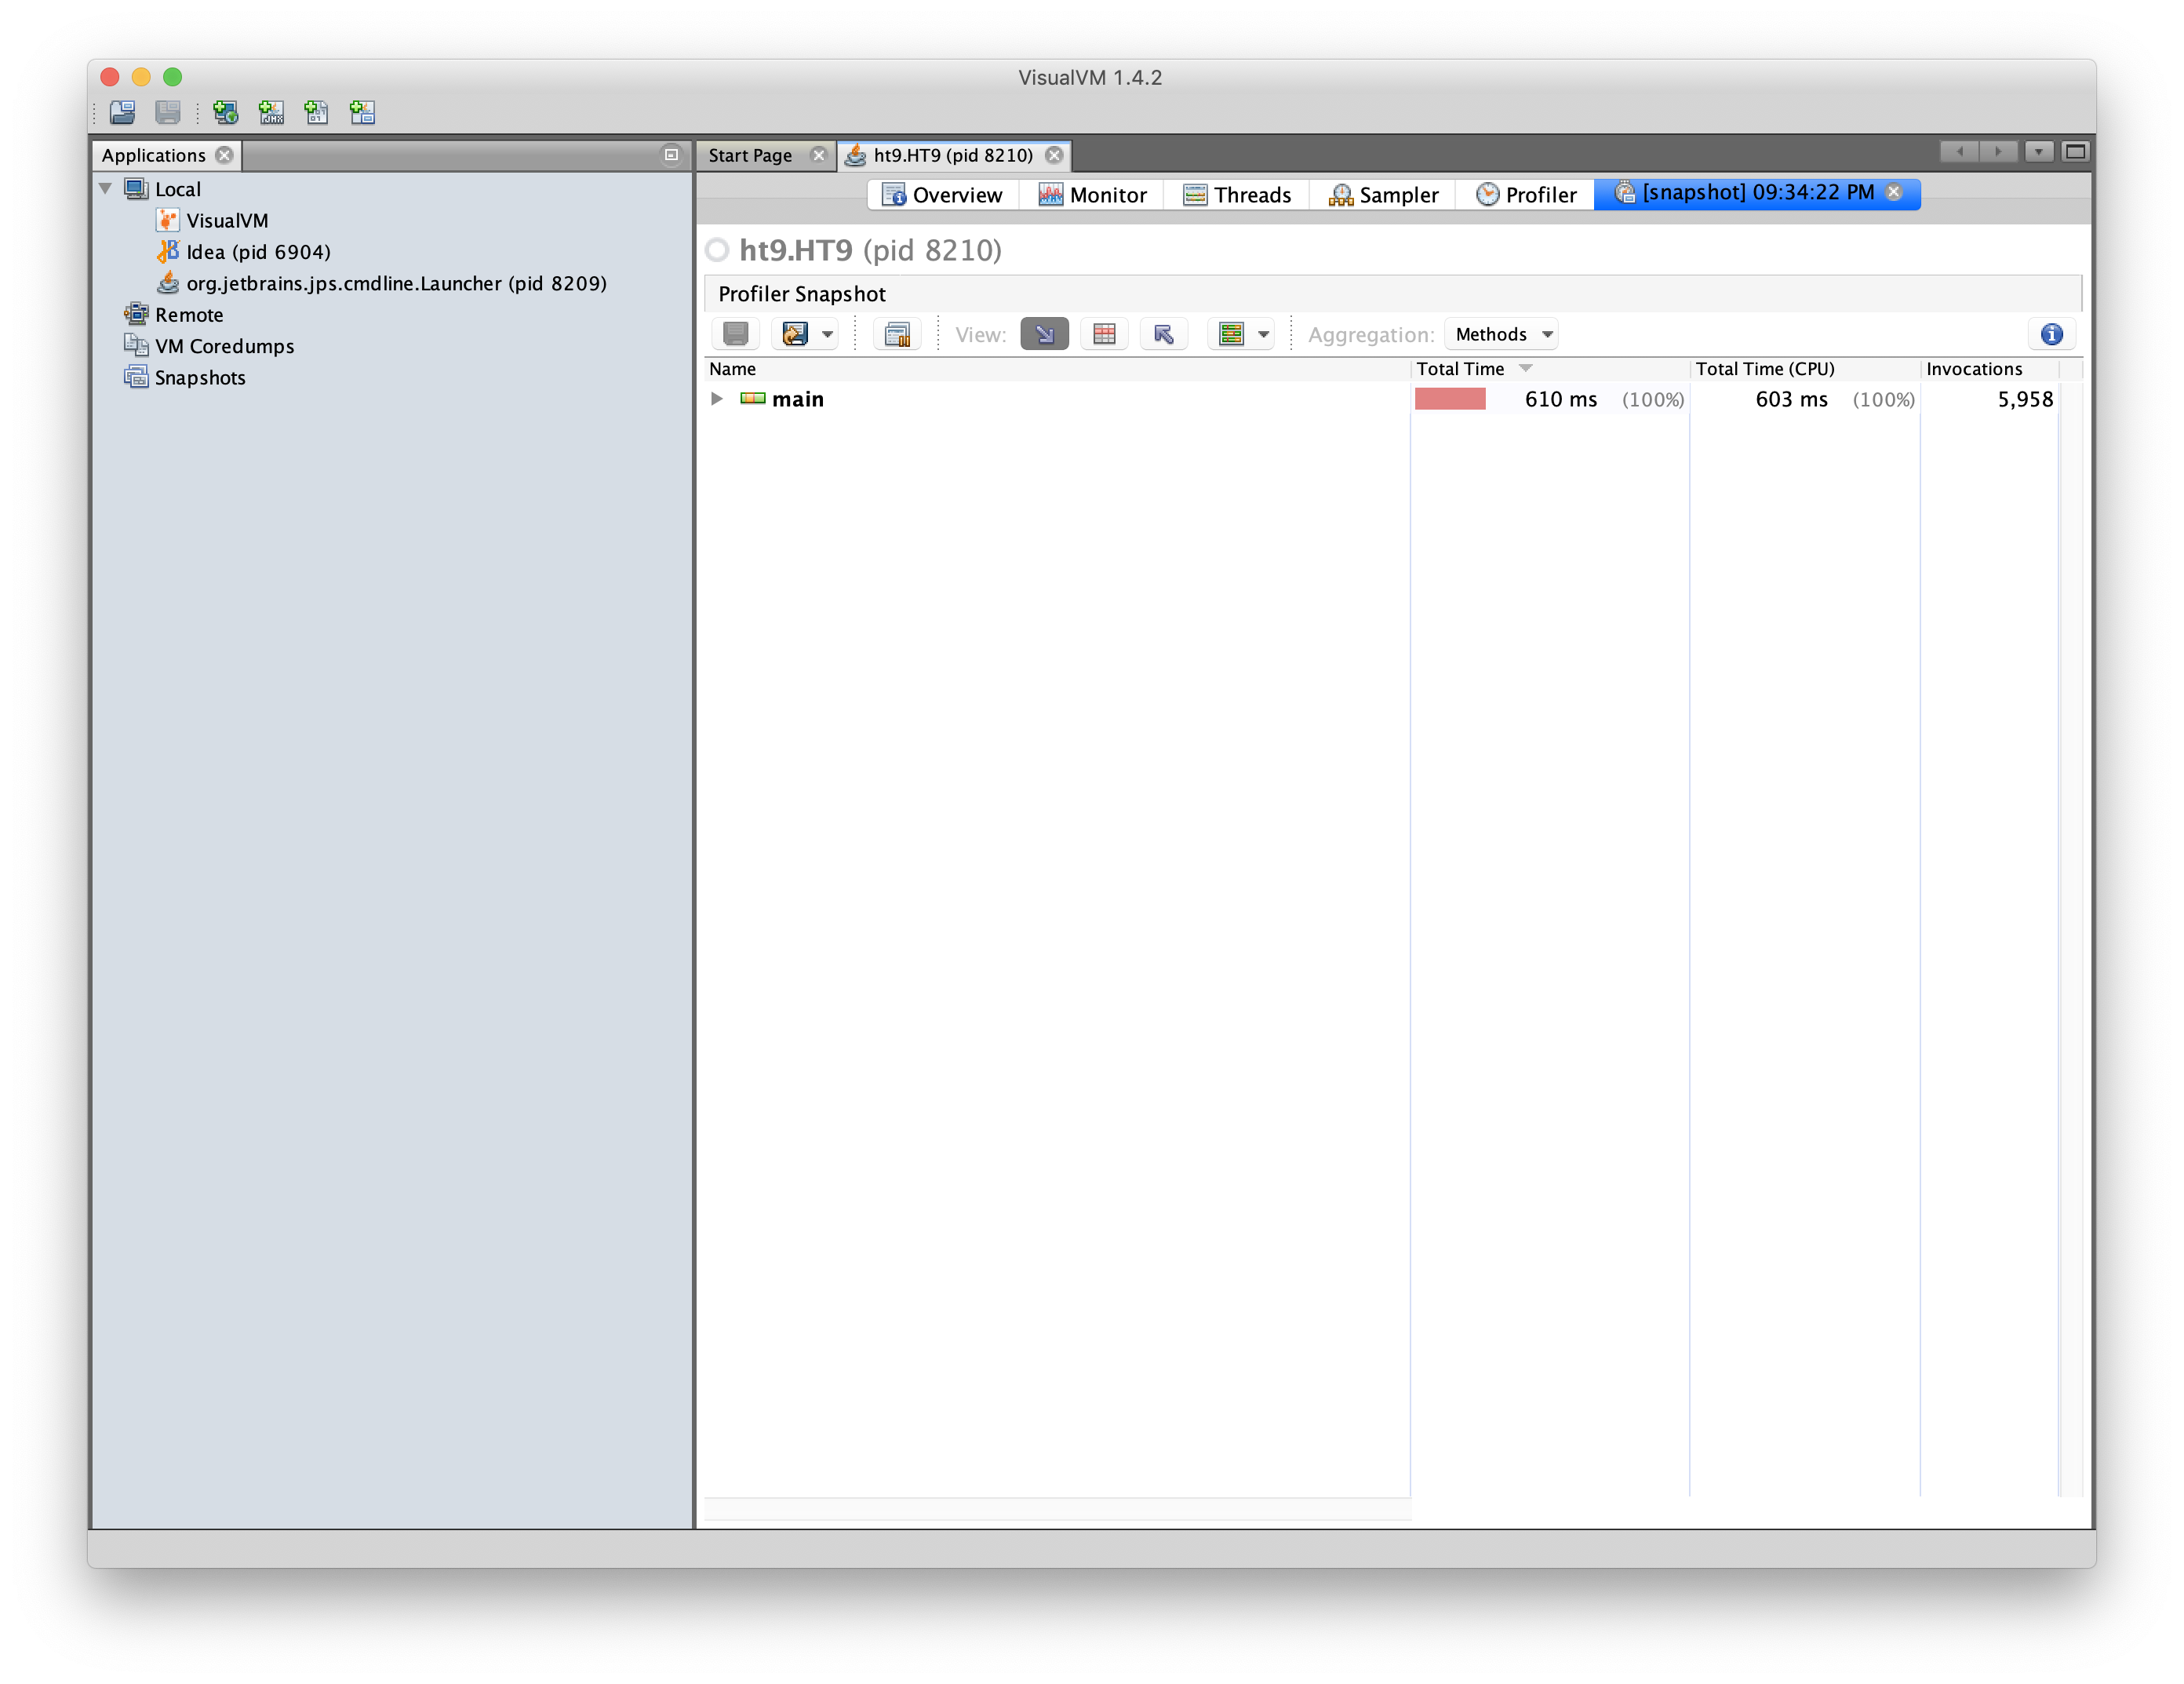 VisualVM 1.4.2
Applications
Start Page
ht9.HT9 (pid 8210)
Local
VisualVM
Idea (pid 6904)
org.jetbrains.jps.cmdline.Launcher (pid 8209)
Remote
VM Coredumps
Snapshots
Overview
Monitor
Threads
Sampler
Profiler
[snapshot] 09:34:22 PM
ht9.HT9 (pid 8210)
Profiler Snapshot
View:
Aggregation: Methods
Name Total Time Total Time (CPU) Invocations
main 610 ms (100%) 603 ms (100%) 5,958